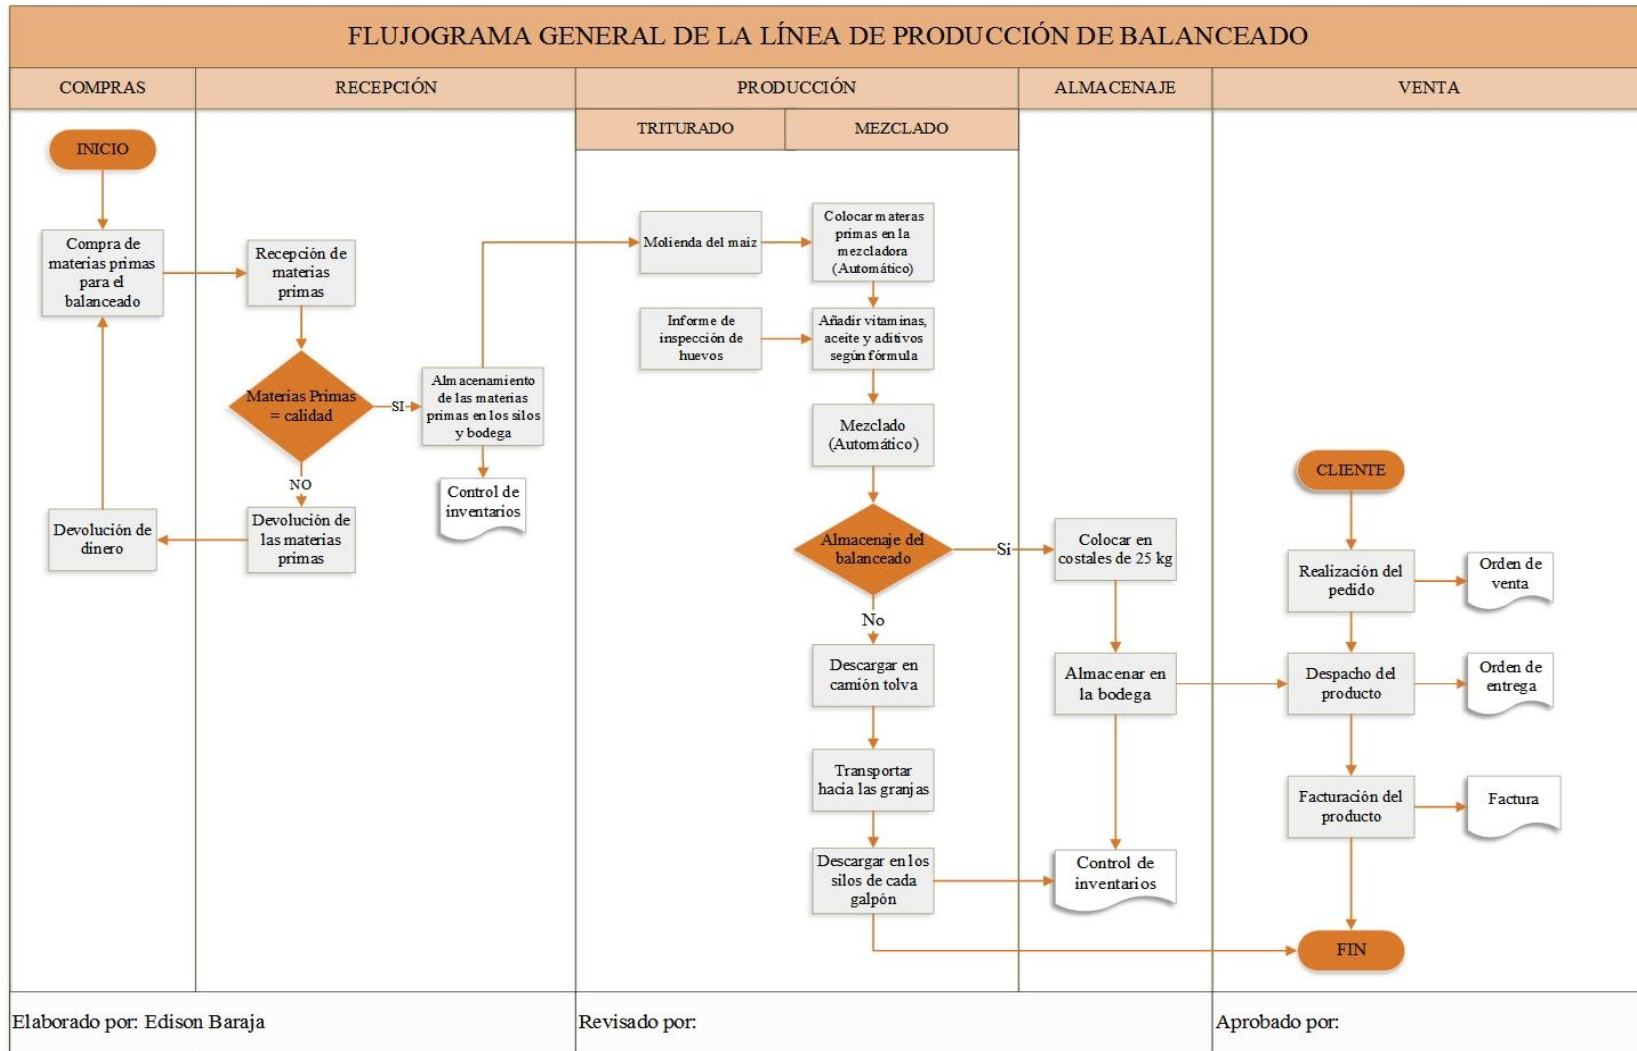 FLUJOGRAMA GENERAL DE LA LÍNEA DE PRODUCCIÓN DE BALANCEADO
COMPRAS
RECEPCIÓN
PRODUCCIÓN
ALMACENAJE
VENTA
TRITURADO
MEZCLADO
INICIO
Compra de
materias primas
para el
balanceado
Devolución de
dinero
Recepción de
materias
primas
Materias Primas
= calidad
SI
NO
Devolución de
las materias
primas
Almacenamiento
de las materias
primas en los silos
y bodega
Control de
inventarios
Molienda del maíz
Informe de
inspección de
huevos
Colocar materas
primas en la
mezcladora
(Automático)
Añadir vitaminas,
aceite y aditivos
según fórmula
Mezclado
(Automático)
Almacenaje del
balanceado
Si
No
Descargar en
camión tolva
Transportar
hacia las granjas
Descargar en los
silos de cada
galpón
Colocar en
costales de 25 kg
Almacenar en
la bodega
Control de
inventarios
CLIENTE
Realización del
pedido
Orden de
venta
Despacho del
producto
Orden de
entrega
Facturación del
producto
Factura
FIN
Elaborado por: Edison Baraja
Revisado por:
Aprobado por: